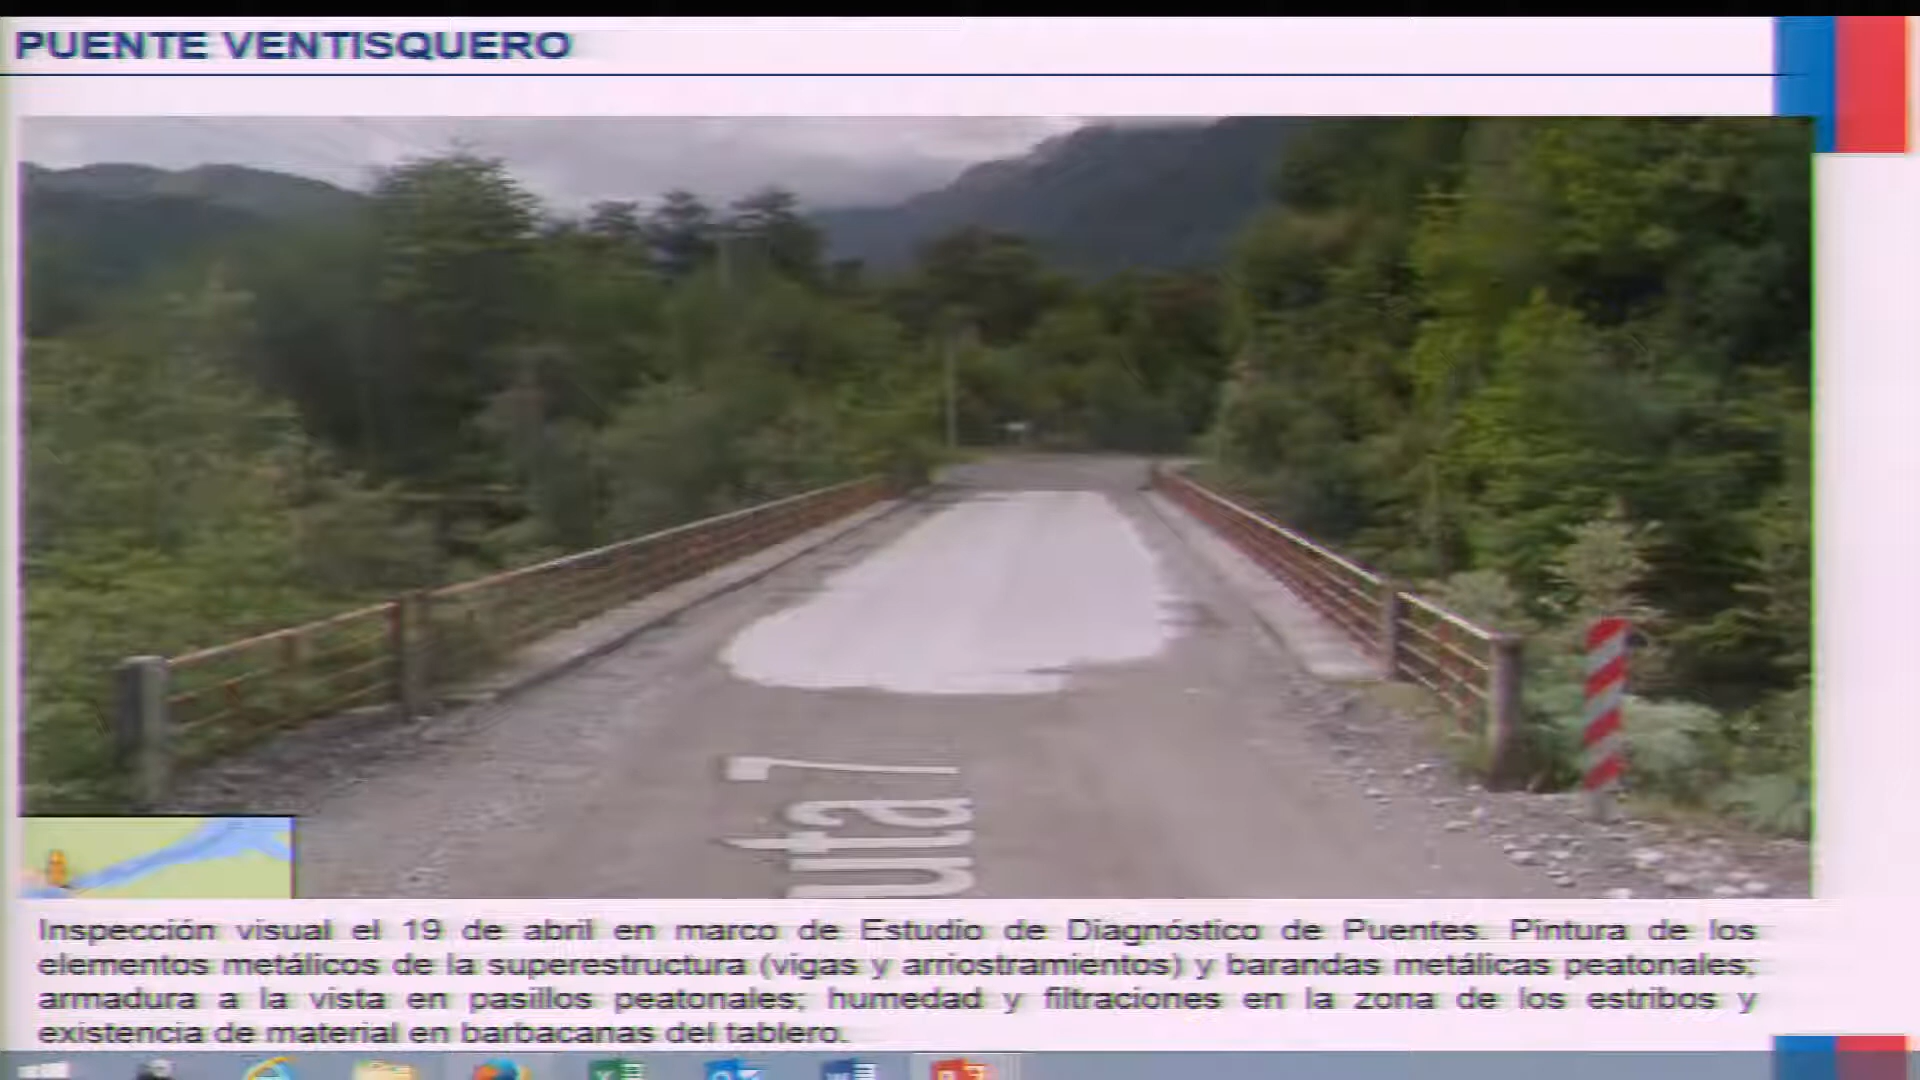 PUENTE VENTISQUERO
uta 7
Inspección visual el 19 de abril en marco de Estudio de Diagnóstico de Puentes. Pintura de los
elementos metálicos de la superestructura (vigas y arriostramientos) y barandas metálicas peatonales;
armadura a la vista en pasillos peatonales; humedad y filtraciones en la zona de los estribos y
existencia de material en barbacanas del tablero.